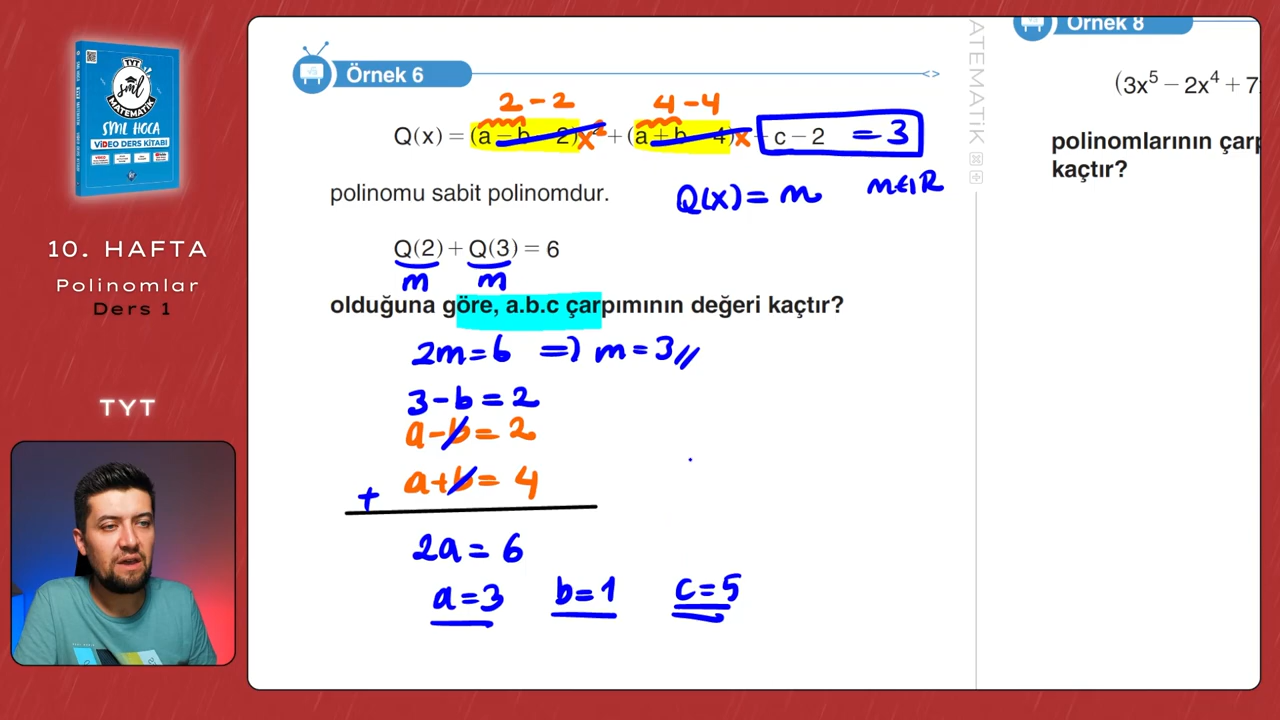 TYT
sml
MATEMATİK
SML HOCA
VİDEO DERS KİTABI
10. HAFTA
Polinomlar
Ders 1
TYT
Örnek 6
2 - 2 4 - 4
Q(x) = (a − b − 2)x² + (a + b − 4)x + c − 2 = 3
polinomu sabit polinomdur. Q(x) = m m∈ℝ
Q(2) + Q(3) = 6
m m
olduğuna göre, a.b.c çarpımının değeri kaçtır?
2m = 6 ⇒ m = 3 //
3 - b = 2
a - b = 2
+ a + b = 4
2a = 6
a = 3 b = 1 c = 5
ATEMATİK
Örnek 8
(3x⁵ − 2x⁴ + 7
polinomlarının çarp
kaçtır?